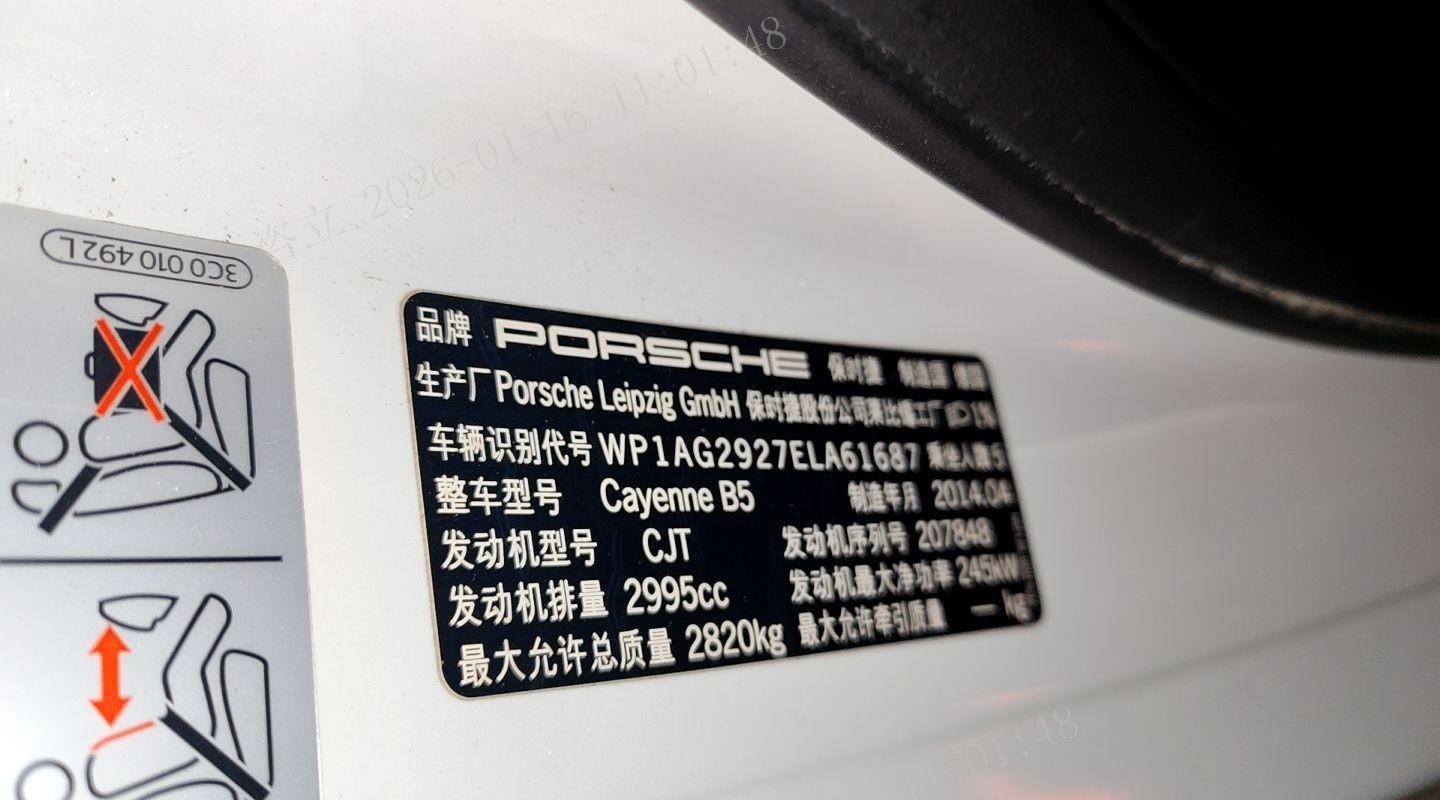 2026-01-16 11:01:48
3C0 010 492 L
品牌 PORSCHE 保时捷 制造国 德国
生产厂 Porsche Leipzig GmbH 保时捷股份公司莱比锡工厂 1%
车辆识别代号 WP1AG2927ELA61687 乘坐人数 5
整车型号 Cayenne B5 制造年月 2014.04
发动机型号 CJT 发动机序列号 207848
发动机排量 2995cc 发动机最大净功率 245kW
最大允许总质量 2820kg 最大允许牵引质量 — kg
01:48